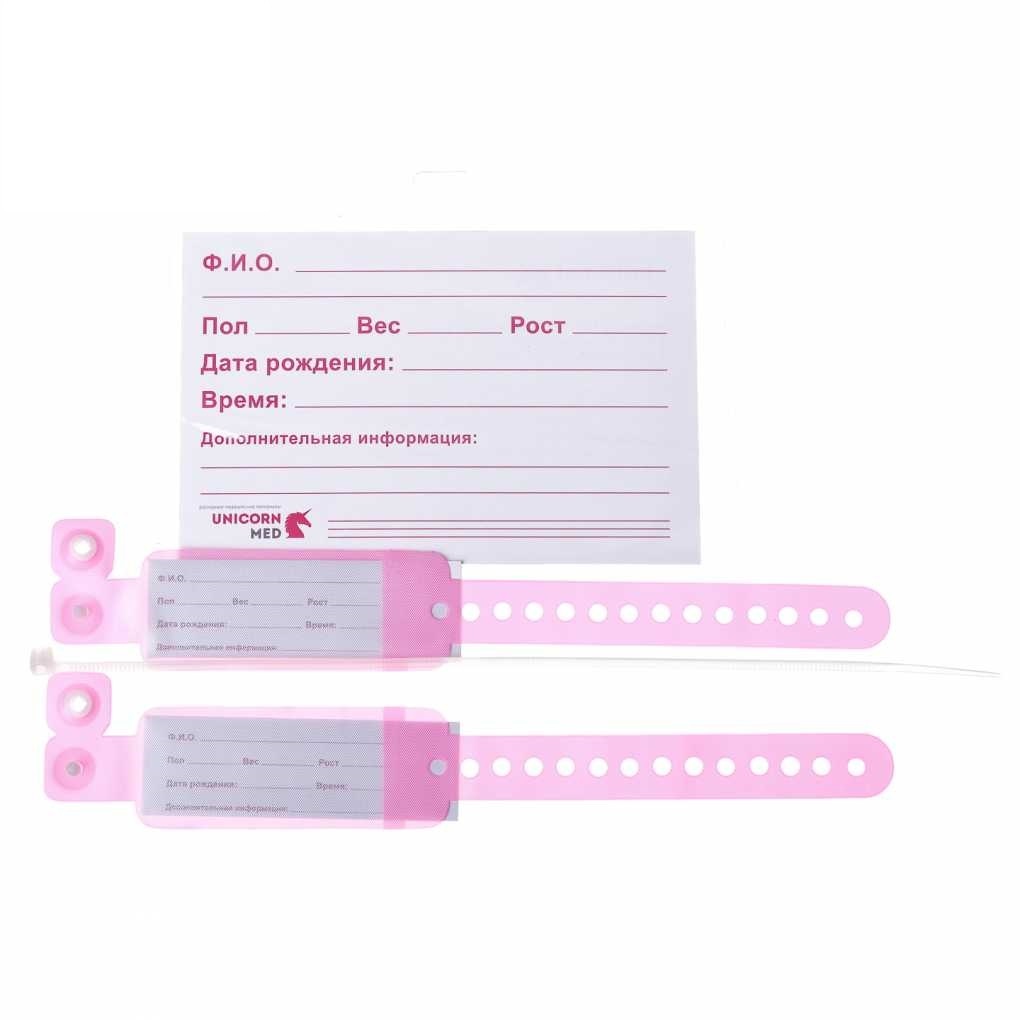 Ф.И.О.
Пол Вес Рост
Дата рождения:
Время:
Дополнительная информация:
UNICORN
MED
Ф.И.О.
Пол Вес Рост
Дата рождения: Время:
Дополнительная информация:
Ф.И.О.
Пол Вес Рост
Дата рождения: Время:
Дополнительная информация: